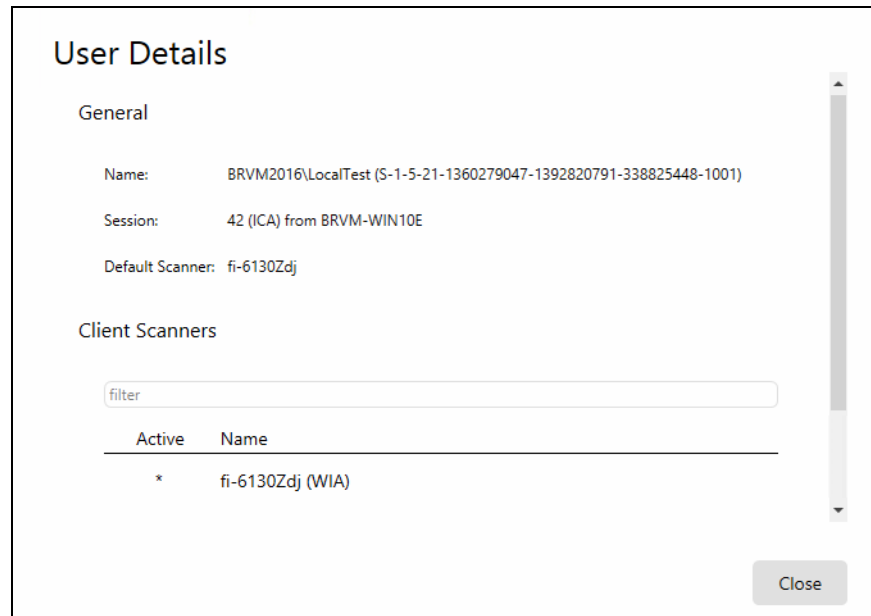 User Details
General
Name: BRVM2016\LocalTest (S-1-5-21-1360279047-1392820791-338825448-1001)
Session: 42 (ICA) from BRVM-WIN10E
Default Scanner: fi-6130Zdj
Client Scanners
filter
Active Name
* fi-6130Zdj (WIA)
Close